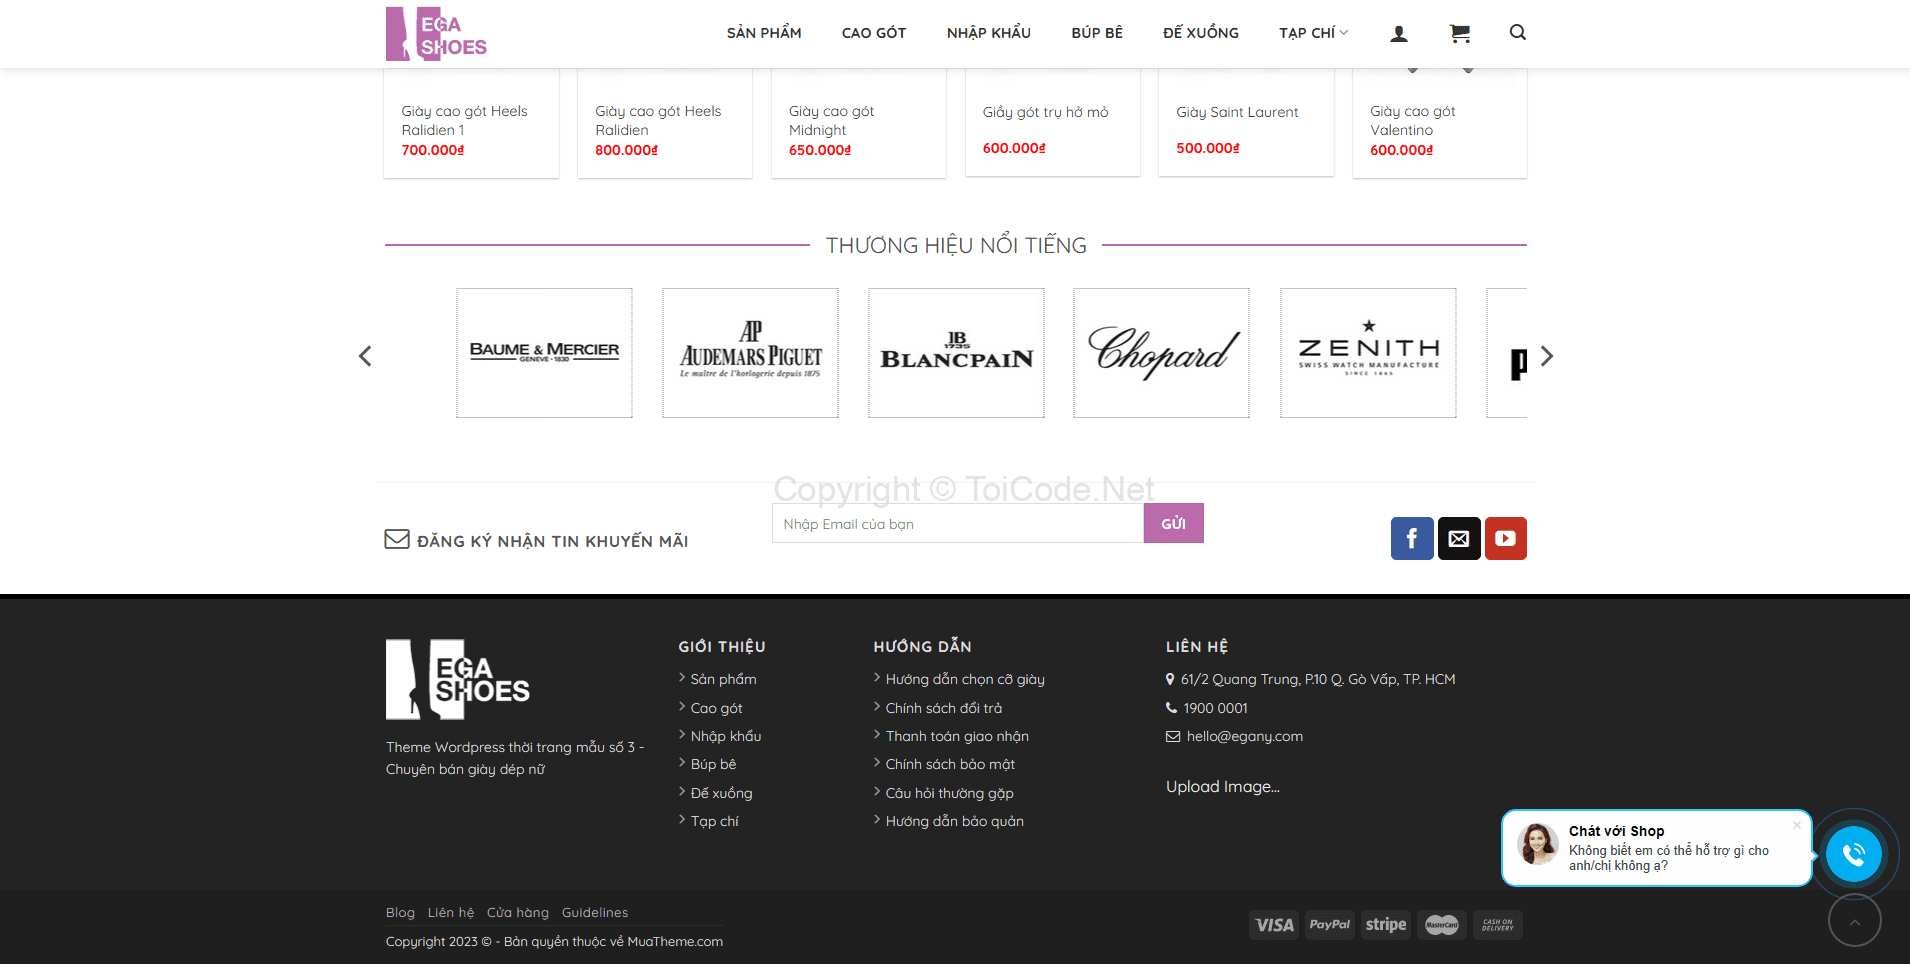 EGA
SHOES
SẢN PHẨM
CAO GÓT
NHẬP KHẨU
BÚP BÊ
ĐẾ XUỒNG
TẠP CHÍ
Giày cao gót Heels
Ralidien 1
700.000₫
Giày cao gót Heels
Ralidien
800.000₫
Giày cao gót
Midnight
650.000₫
Giầy gót trụ hở mỏ
600.000₫
Giày Saint Laurent
500.000₫
Giày cao gót
Valentino
600.000₫
THƯƠNG HIỆU NỔI TIẾNG
BAUME & MERCIER
GENEVE · 1830
AP
AUDEMARS PIGUET
Le maître de l'horlogerie depuis 1875
JB
1735
BLANCPAIN
Chopard
ZENITH
SWISS WATCH MANUFACTURE
SINCE 1865
P
Copyright © ToiCode.Net
ĐĂNG KÝ NHẬN TIN KHUYẾN MÃI
Nhập Email của bạn
GỬI
EGA
SHOES
Theme Wordpress thời trang mẫu số 3 -
Chuyên bán giày dép nữ
GIỚI THIỆU
Sản phẩm
Cao gót
Nhập khẩu
Búp bê
Đế xuồng
Tạp chí
HƯỚNG DẪN
Hướng dẫn chọn cỡ giày
Chính sách đổi trả
Thanh toán giao nhận
Chính sách bảo mật
Câu hỏi thường gặp
Hướng dẫn bảo quản
LIÊN HỆ
61/2 Quang Trung, P.10 Q. Gò Vấp, TP. HCM
1900 0001
hello@egany.com
Upload Image...
Chát với Shop
Không biết em có thể hỗ trợ gì cho
anh/chị không ạ?
Blog Liên hệ Cửa hàng Guidelines
Copyright 2023 © - Bản quyền thuộc về MuaTheme.com
VISA
PayPal
stripe
MasterCard
CASH ON
DELIVERY